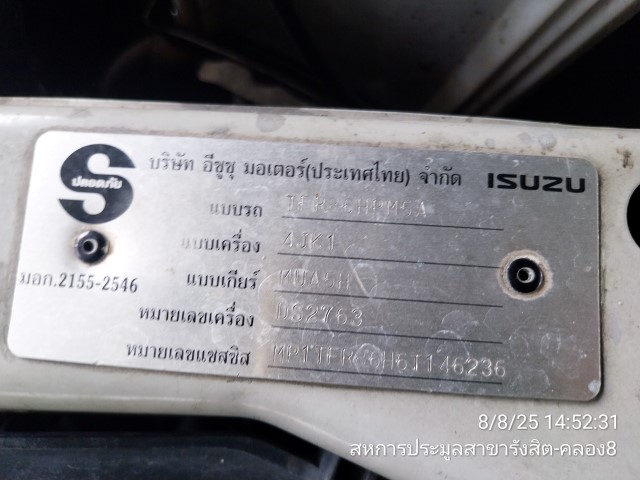 S
ปลอดภัย
บริษัท อีซูซุ มอเตอร์(ประเทศไทย) จำกัด ISUZU
แบบรถ
แบบเครื่อง 4JK1
มอก.2155-2546 แบบเกียร์ MUA5H
หมายเลขเครื่อง DS2763
หมายเลขแชสซิส
8/8/25 14:52:31
สหการประมูลสาขารังสิต-คลอง8